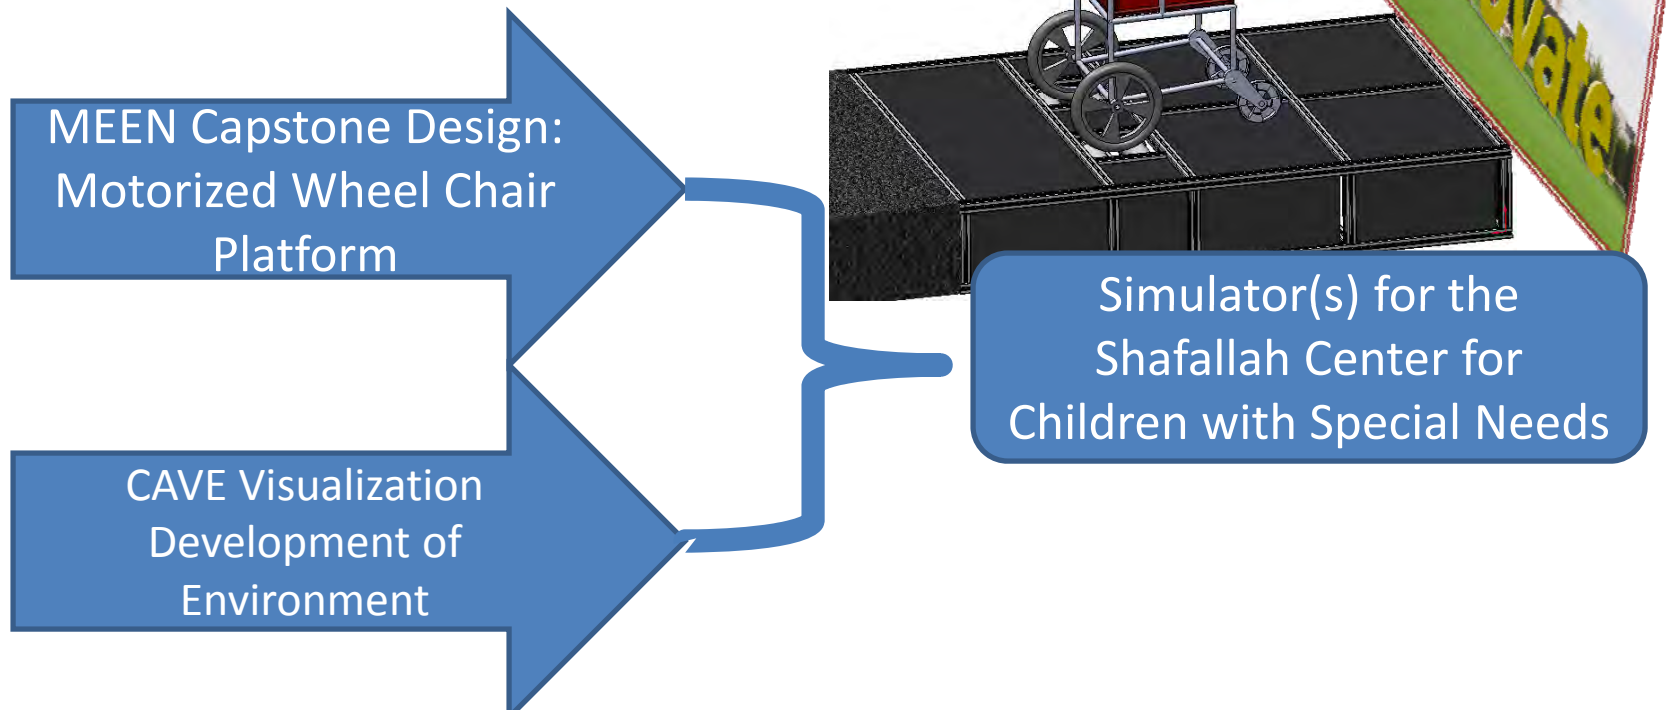 MEEN Capstone Design:
Motorized Wheel Chair
Platform
CAVE Visualization
Development of
Environment
Simulator(s) for the
Shafallah Center for
Children with Special Needs